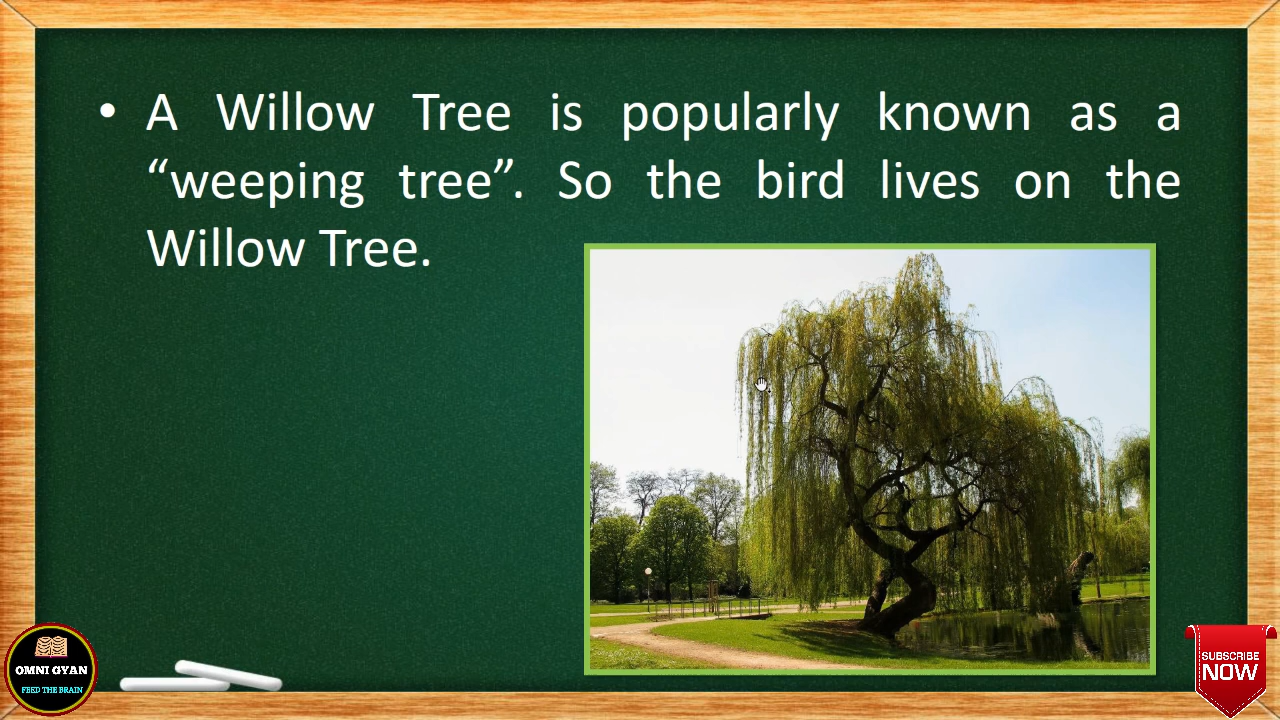 • A Willow Tree is popularly known as a
“weeping tree”. So the bird lives on the
Willow Tree.
OMNI GYAN
FEED THE BRAIN
SUBSCRIBE
NOW